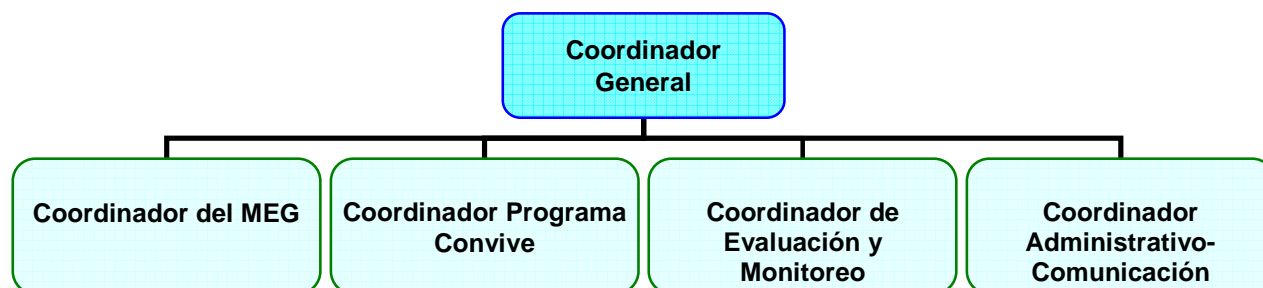 Coordinador
General
Coordinador del MEG
Coordinador Programa
Convive
Coordinador de
Evaluación y
Monitoreo
Coordinador
Administrativo-
Comunicación